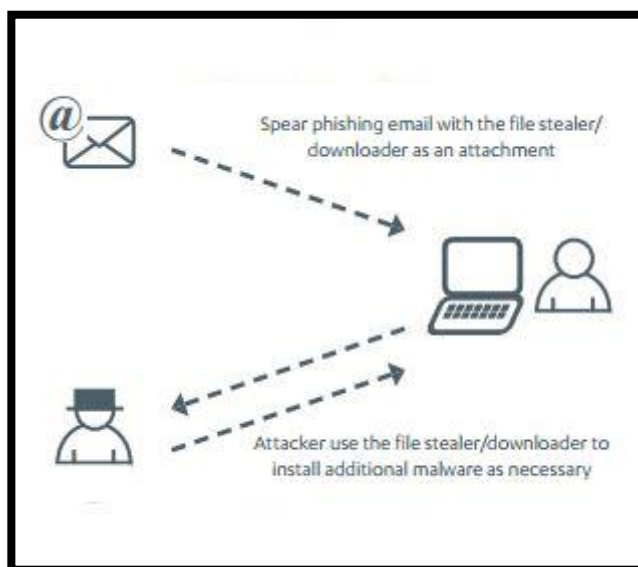 @
Spear phishing email with the file stealer/
downloader as an attachment
Attacker use the file stealer/downloader to
install additional malware as necessary